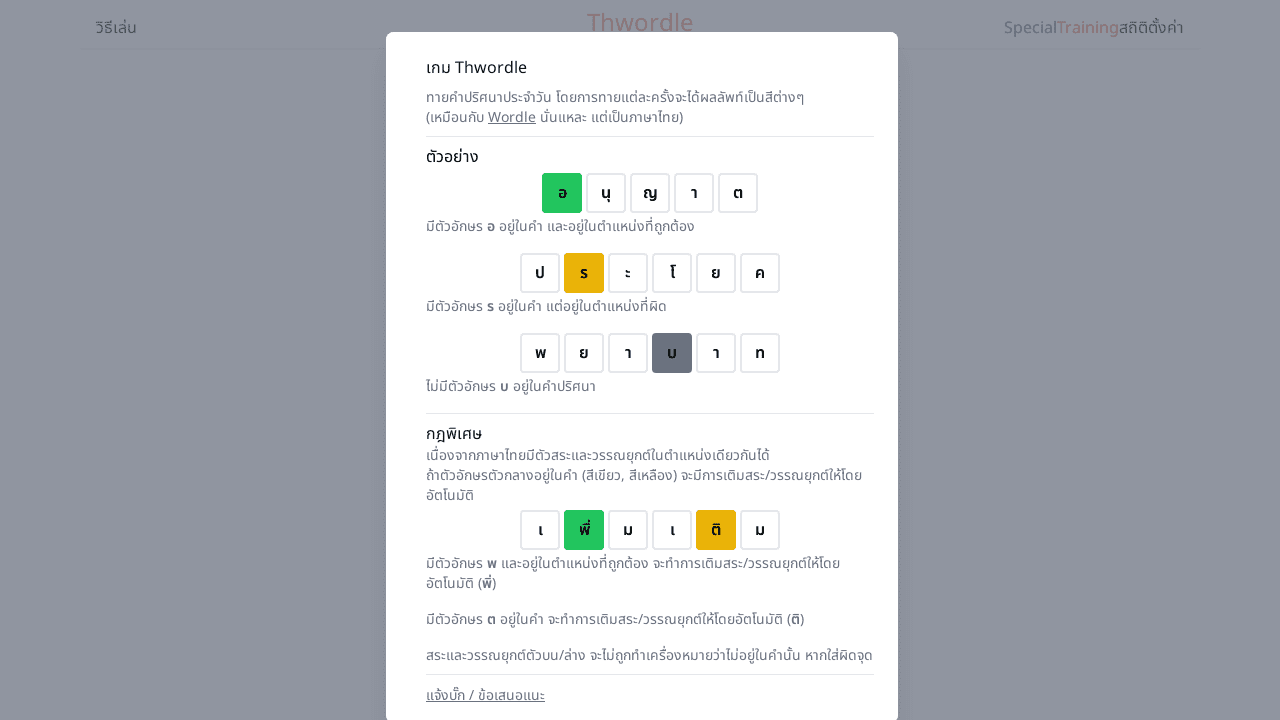 วิธีเล่น
Thwordle
SpecialTrainingสถิติตั้งค่า
เกม Thwordle
ทายคำปริศนาประจำวัน โดยการทายแต่ละครั้งจะได้ผลลัพท์เป็นสีต่างๆ
(เหมือนกับ Wordle นั่นแหละ แต่เป็นภาษาไทย)
ตัวอย่าง
อ นุ ญ า ต
มีตัวอักษร อ อยู่ในคำ และอยู่ในตำแหน่งที่ถูกต้อง
ป ร ะ โ ย ค
มีตัวอักษร ร อยู่ในคำ แต่อยู่ในตำแหน่งที่ผิด
พ ย า บ า ท
ไม่มีตัวอักษร บ อยู่ในคำปริศนา
กฎพิเศษ
เนื่องจากภาษาไทยมีตัวสระและวรรณยุกต์ในตำแหน่งเดียวกันได้
ถ้าตัวอักษรตัวกลางอยู่ในคำ (สีเขียว, สีเหลือง) จะมีการเติมสระ/วรรณยุกต์ให้โดย
อัตโนมัติ
เ พี่ ม เ ติ ม
มีตัวอักษร พ และอยู่ในตำแหน่งที่ถูกต้อง จะทำการเติมสระ/วรรณยุกต์ให้โดย
อัตโนมัติ (พี่)
มีตัวอักษร ต อยู่ในคำ จะทำการเติมสระ/วรรณยุกต์ให้โดยอัตโนมัติ (ติ)
สระและวรรณยุกต์ตัวบน/ล่าง จะไม่ถูกทำเครื่องหมายว่าไม่อยู่ในคำนั้น หากใส่ผิดจุด
แจ้งบั๊ก / ข้อเสนอแนะ